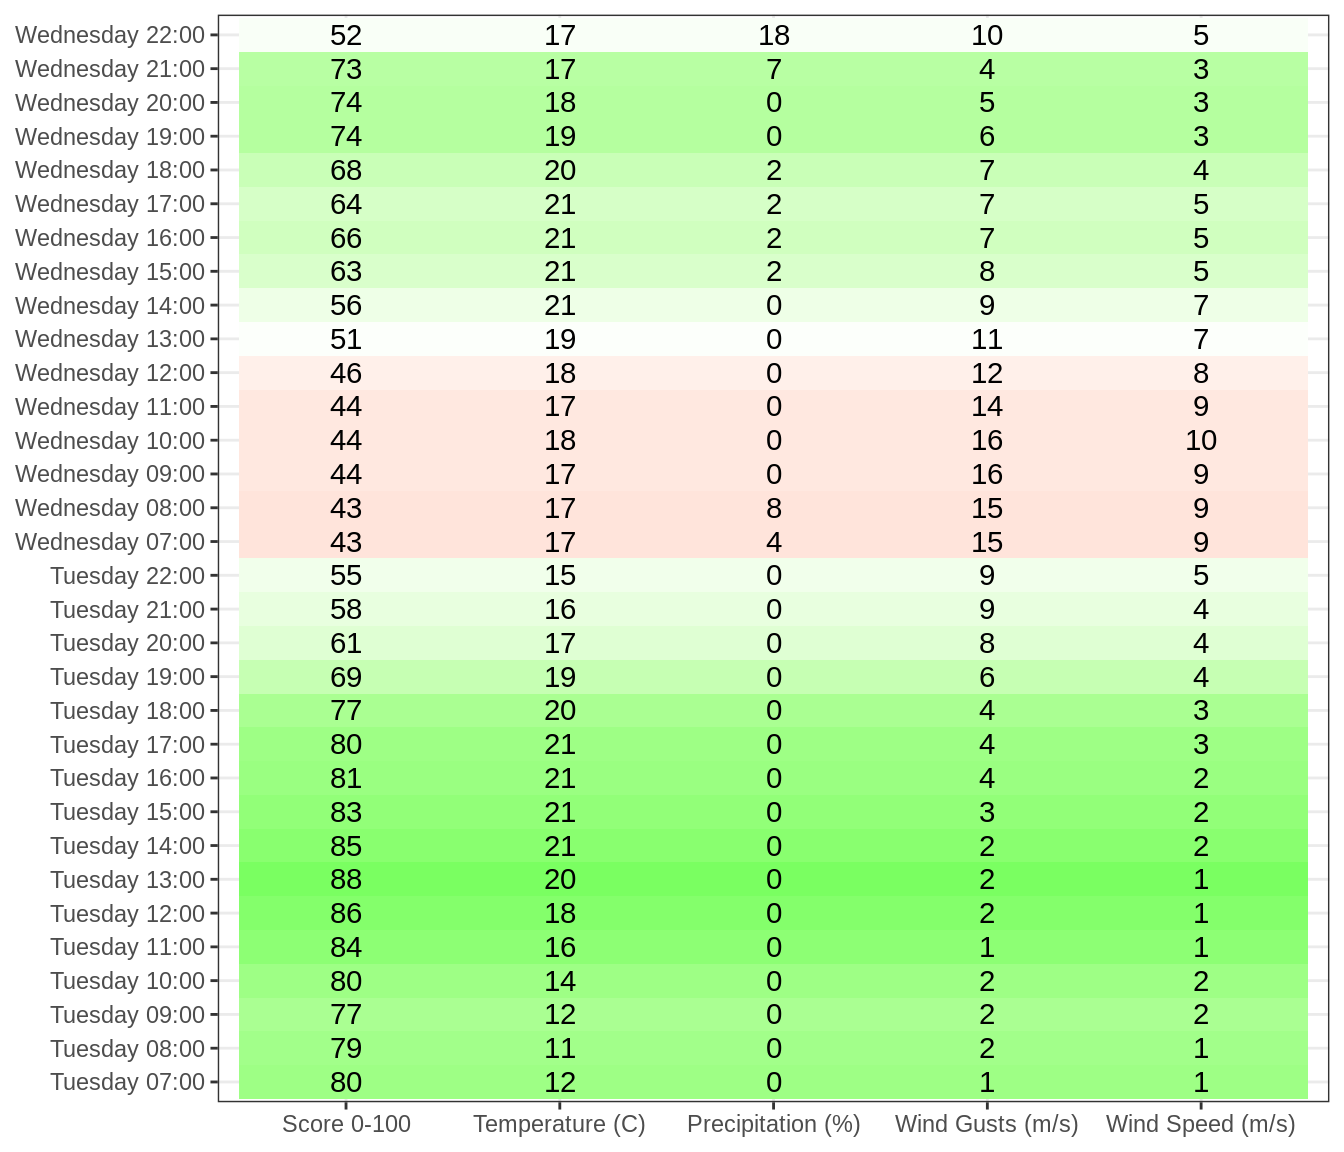 Wednesday 22:00 52 17 18 10 5
Wednesday 21:00 73 17 7 4 3
Wednesday 20:00 74 18 0 5 3
Wednesday 19:00 74 19 0 6 3
Wednesday 18:00 68 20 2 7 4
Wednesday 17:00 64 21 2 7 5
Wednesday 16:00 66 21 2 7 5
Wednesday 15:00 63 21 2 8 5
Wednesday 14:00 56 21 0 9 7
Wednesday 13:00 51 19 0 11 7
Wednesday 12:00 46 18 0 12 8
Wednesday 11:00 44 17 0 14 9
Wednesday 10:00 44 18 0 16 10
Wednesday 09:00 44 17 0 16 9
Wednesday 08:00 43 17 8 15 9
Wednesday 07:00 43 17 4 15 9
Tuesday 22:00 55 15 0 9 5
Tuesday 21:00 58 16 0 9 4
Tuesday 20:00 61 17 0 8 4
Tuesday 19:00 69 19 0 6 4
Tuesday 18:00 77 20 0 4 3
Tuesday 17:00 80 21 0 4 3
Tuesday 16:00 81 21 0 4 2
Tuesday 15:00 83 21 0 3 2
Tuesday 14:00 85 21 0 2 2
Tuesday 13:00 88 20 0 2 1
Tuesday 12:00 86 18 0 2 1
Tuesday 11:00 84 16 0 1 1
Tuesday 10:00 80 14 0 2 2
Tuesday 09:00 77 12 0 2 2
Tuesday 08:00 79 11 0 2 1
Tuesday 07:00 80 12 0 1 1
Score 0-100 Temperature (C) Precipitation (%) Wind Gusts (m/s) Wind Speed (m/s)